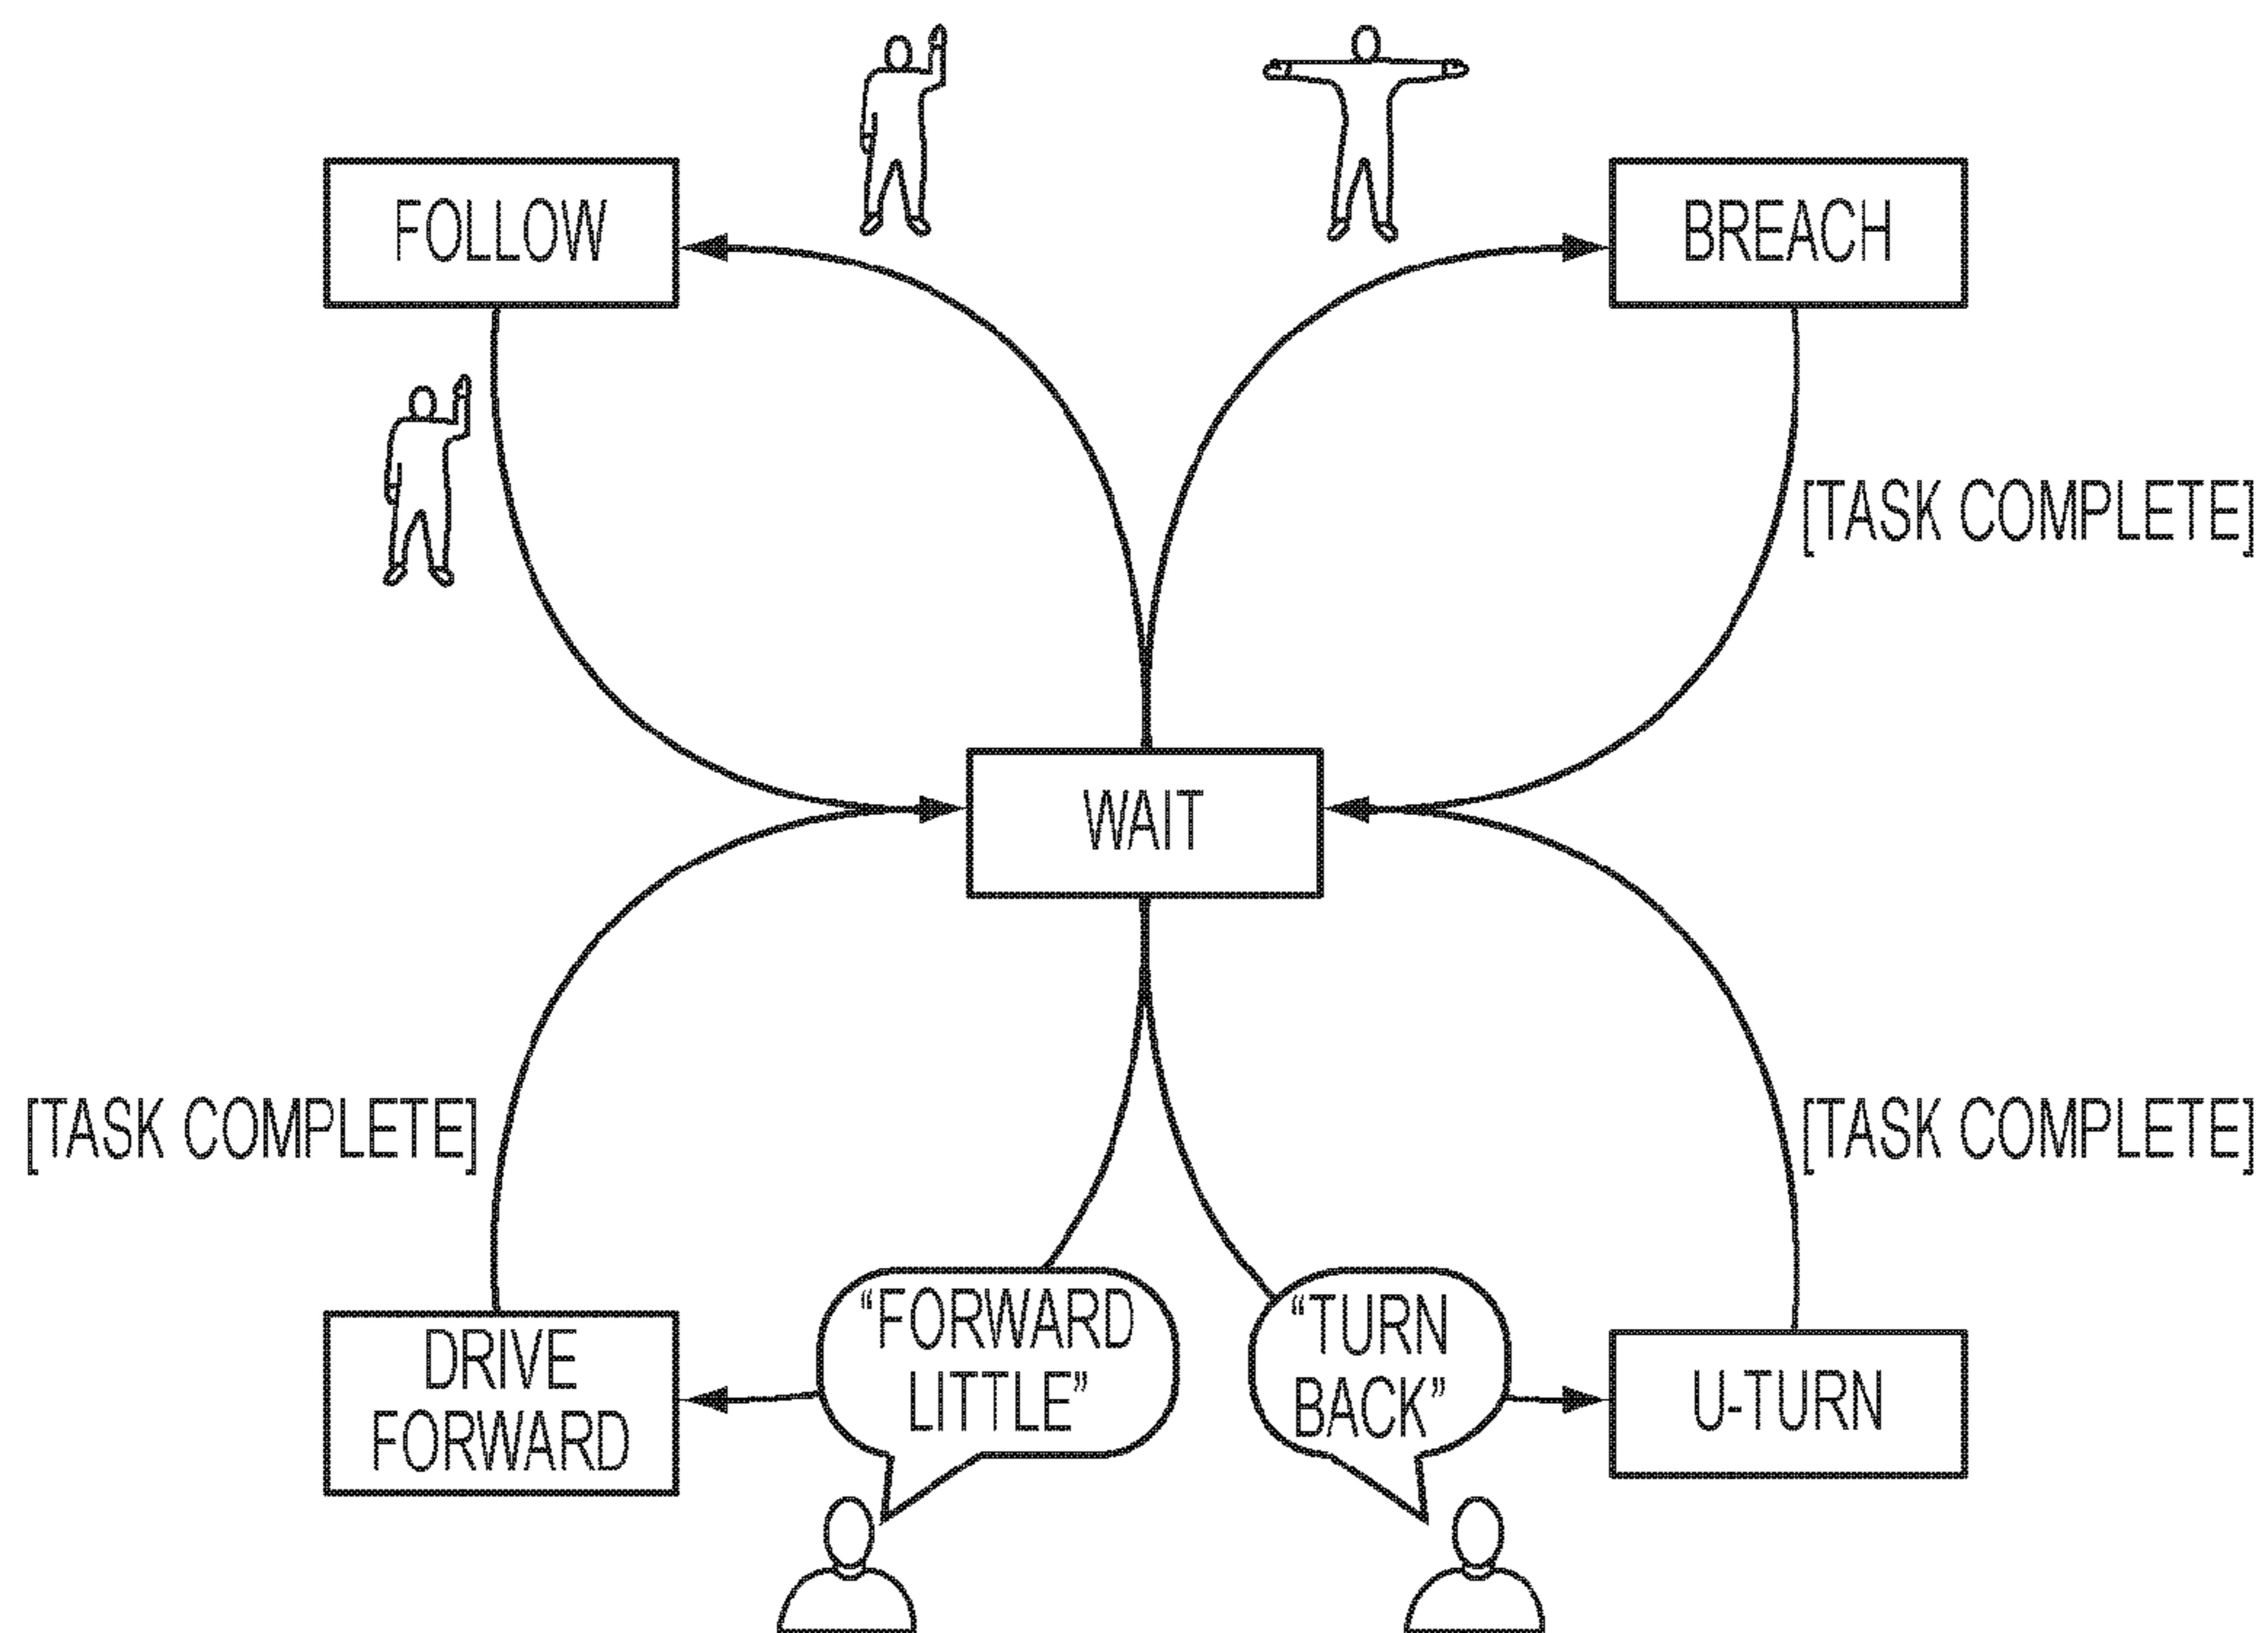 FOLLOW
BREACH
[TASK COMPLETE]
WAIT
[TASK COMPLETE]
[TASK COMPLETE]
“FORWARD
LITTLE”
“TURN
BACK”
DRIVE
FORWARD
U-TURN